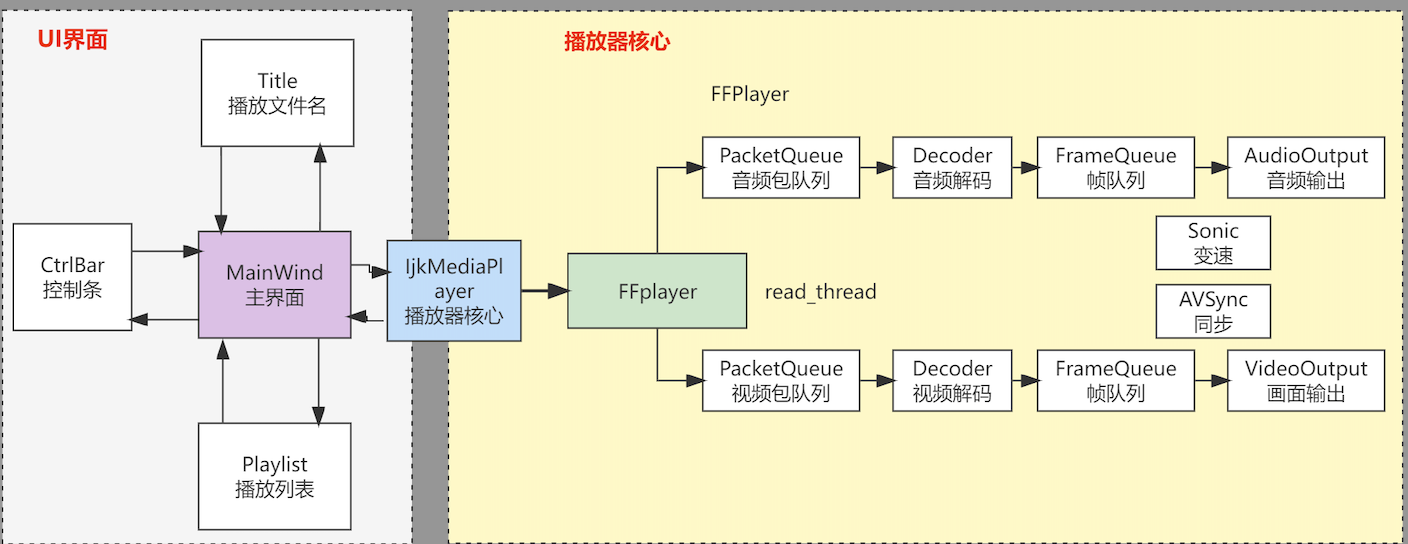 UI界面
Title
播放文件名
CtrlBar
控制条
MainWind
主界面
Playlist
播放列表
IjkMediaPl
ayer
播放器核心
播放器核心
FFPlayer
FFplayer
read_thread
PacketQueue
音频包队列
Decoder
音频解码
FrameQueue
帧队列
AudioOutput
音频输出
Sonic
变速
AVSync
同步
PacketQueue
视频包队列
Decoder
视频解码
FrameQueue
帧队列
VideoOutput
画面输出